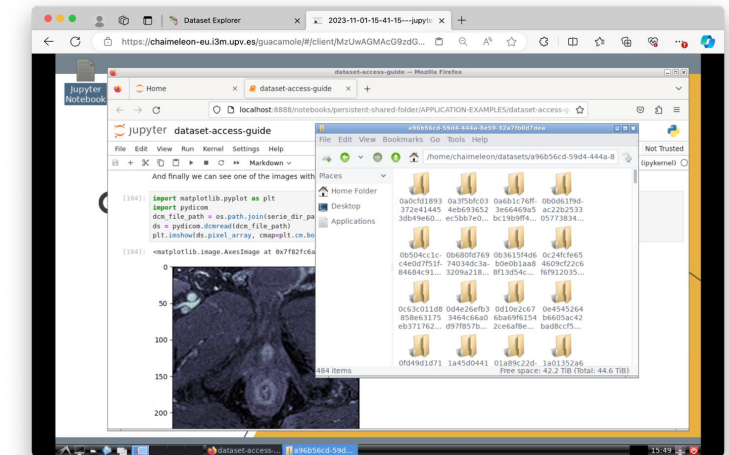 Dataset Explorer
2023-11-01-15-41-15---jupyte
https://chaimeleon-eu.i3m.upv.es/guacamole/#/client/MzUwAGMAcG9zdG...
Jupyter
Notebook
dataset-access-guide — Mozilla Firefox
Home
dataset-access-guide
localhost:8888/notebooks/persistent-shared-folder/APPLICATION-EXAMPLES/dataset-access-g
Jupyter dataset-access-guide
File Edit View Run Kernel Settings Help
Not Trusted
Markdown
(ipykernel)
And finally we can see one of the images with
[104]: import matplotlib.pyplot as plt
import pydicom
dcm_file_path = os.path.join(serie_dir_pa
ds = pydicom.dcmread(dcm_file_path)
plt.imshow(ds.pixel_array, cmap=plt.cm.bo
[104]: <matplotlib.image.AxesImage at 0x7f82fc6a
0
50
100
150
200
a96b56cd-59d4-444a-8e59-32a7fb0d7dea
File Edit View Bookmarks Go Tools Help
/home/chaimeleon/datasets/a96b56cd-59d4-444a-8
Places
Home Folder
Desktop
Applications
0a0cfd1893 0a3f5bfc03 0a6b1c76ff- 0b0d61f9d-
372e41445 4eb693652 3e66469a5 ac22b2533
3db49e60... ec5bb7e0... bc19b9ff4... 05773834...
0b504cc1c- 0b680fd769 0b3615f4d6 0c24fcfe65
c4e0d7f51f- 74034dc3a- b0e0b1aa8 4609cf22c6
84684c91... 3209a218... 8f13d54c... f6f912035...
0c63c011d8 0d4e26efb3 0d10e2c67 0e4545264
858e63175 3464c66a0 6ba69f6154 b6605ac42
eb371762... d97f857b... 2ce6af8e... bad8ccf5...
0fd49d1d71 1a45d0441 01a89c22d- 1a01352a6
484 items
Free space: 42.2 TiB (Total: 44.6 TiB)
dataset-access-...
a96b56cd-59d...
15:49